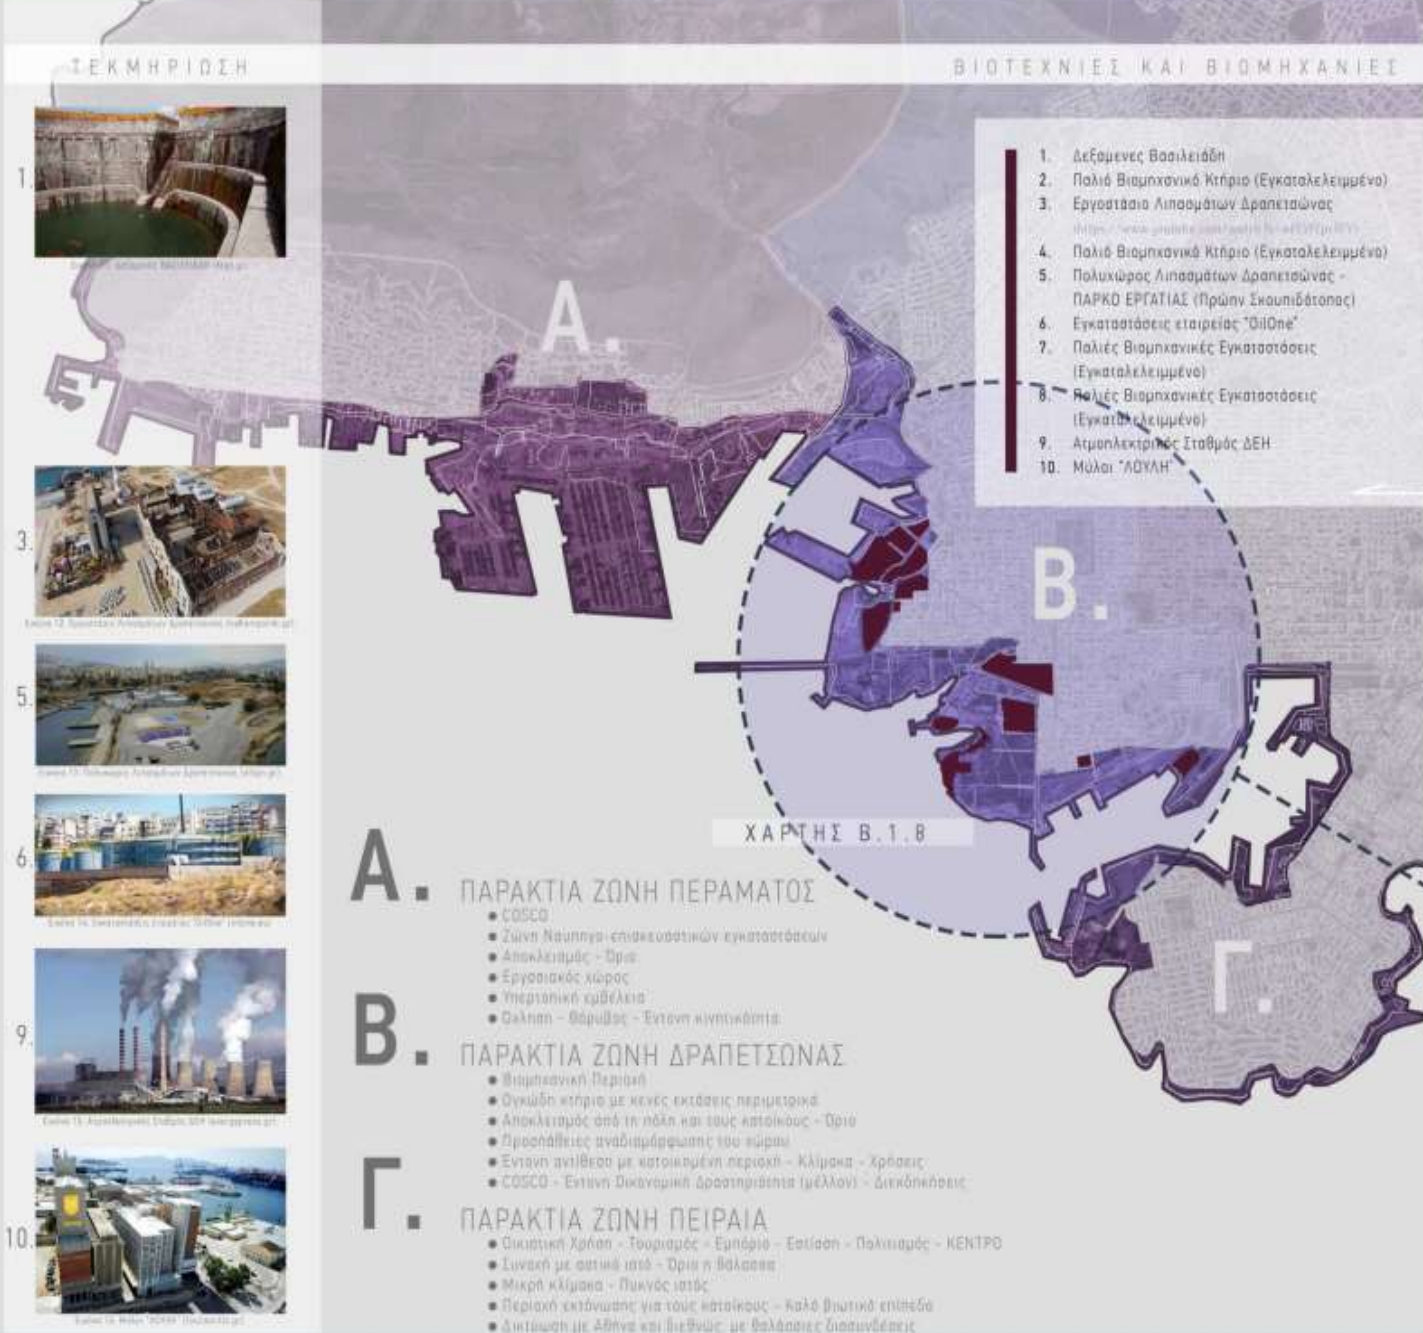 ΤΕΚΜΗΡΙΩΣΗ
ΒΙΟΤΕΧΝΙΕΣ ΚΑΙ ΒΙΟΜΗΧΑΝΙΕΣ
1.
3.
5.
6.
9.
10.
1. Δεξαμενες Βασιλειάδη
2. Παλιό Βιομηχανικό Κτήριο (Εγκαταλελειμμένο)
3. Εργοστάσιο Λιπασμάτων Δραπετσώνας
4. Παλιό Βιομηχανικό Κτήριο (Εγκαταλελειμμένο)
5. Πολυχώρος Λιπασμάτων Δραπετσώνας -
ΠΑΡΚΟ ΕΡΓΑΤΙΑΣ (Πρώην Σκουπιδότοπος)
6. Εγκαταστάσεις εταιρείας "OilOne"
7. Παλιές Βιομηχανικές Εγκαταστάσεις
(Εγκαταλελειμμένο)
8. Παλιές Βιομηχανικές Εγκαταστάσεις
(Εγκαταλελειμμένο)
9. Ατμοηλεκτρικός Σταθμός ΔΕΗ
10. Μύλοι "ΛΟΥΛΗ"
Α.
Β.
Γ.
ΧΑΡΤΗΣ Β.1.8
Α. ΠΑΡΑΚΤΙΑ ΖΩΝΗ ΠΕΡΑΜΑΤΟΣ
● COSCO
● Ζώνη Ναυπηγο-επισκευαστικών εγκαταστάσεων
● Αποκλεισμός - Όριο
● Εργασιακός χώρος
● Υπερτοπική εμβέλεια
● Όχληση - Θόρυβος - Έντονη κινητικότητα
Β. ΠΑΡΑΚΤΙΑ ΖΩΝΗ ΔΡΑΠΕΤΣΩΝΑΣ
● Βιομηχανική Περιοχή
● Ογκώδη κτήρια με κενές εκτάσεις περιμετρικά
● Αποκλεισμός από τη πόλη και τους κατοίκους - Όριο
● Προσπάθειες αναδιαμόρφωσης του χώρου
● Έντονη αντίθεση με κατοικημένη περιοχή - Κλίμακα - Χρήσεις
● COSCO - Έντονη Οικονομική Δραστηριότητα (μέλλον) - Διεκδικήσεις
Γ. ΠΑΡΑΚΤΙΑ ΖΩΝΗ ΠΕΙΡΑΙΑ
● Οικιστική Χρήση - Τουρισμός - Εμπόριο - Εστίαση - Πολιτισμός - ΚΕΝΤΡΟ
● Συνοχή με αστικό ιστό - Όριο η θάλασσα
● Μικρή κλίμακα - Πυκνός ιστός
● Περιοχή εκτόνωσης για τους κατοίκους - Καλό βιωτικό επίπεδο
● Δικτύωση με Αθήνα και διεθνώς, με θαλάσσιες διασυνδέσεις